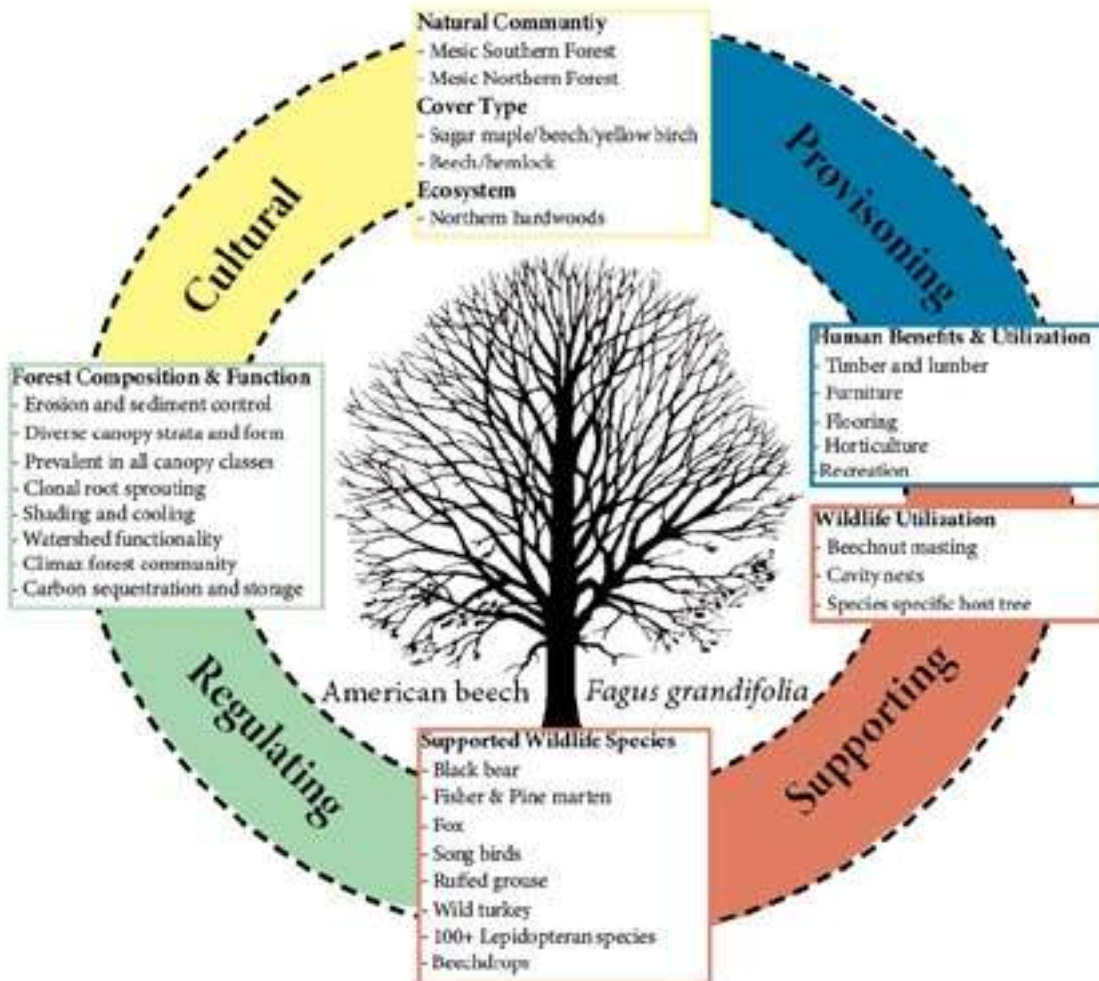 Natural Communtiy
- Mesic Southern Forest
- Mesic Northern Forest
Cover Type
- Sugar maple/beech/yellow birch
- Beech/hemlock
Ecosystem
- Northern hardwoods
Cultural
Provisoning
Human Benefits & Utilization
- Timber and lumber
- Furniture
- Flooring
- Horticulture
-Recreation
Forest Composition & Function
- Erosion and sediment control
- Diverse canopy strata and form
- Prevalent in all canopy classes
- Clonal root sprouting
- Shading and cooling
- Watershed functionality
- Climax forest community
- Carbon sequestration and storage
Wildlife Utilization
- Beechnut masting
- Cavity nests
- Species specific host tree
Regulating
American beech
Fagus grandifolia
Supporting
Supported Wildlife Species
- Black bear
- Fisher & Pine marten
- Fox
- Song birds
- Ruffed grouse
- Wild turkey
- 100+ Lepidopteran species
- Beechdrops